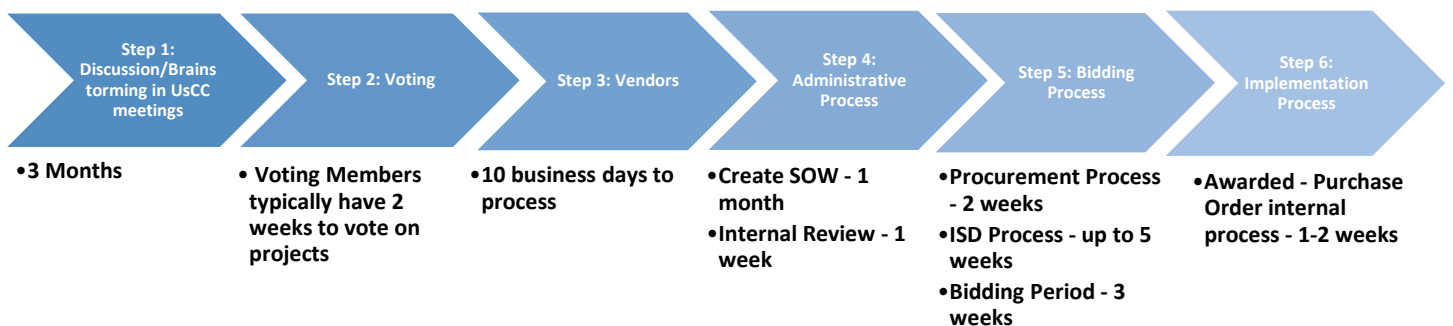 Step 1:
Discussion/Brains
torming in UsCC
meetings
•3 Months
Step 2: Voting
• Voting Members
typically have 2
weeks to vote on
projects
Step 3: Vendors
•10 business days to
process
Step 4:
Administrative
Process
•Create SOW - 1
month
•Internal Review - 1
week
Step 5: Bidding
Process
•Procurement Process
- 2 weeks
•ISD Process - up to 5
weeks
•Bidding Period - 3
weeks
Step 6:
Implementation
Process
•Awarded - Purchase
Order internal
process - 1-2 weeks